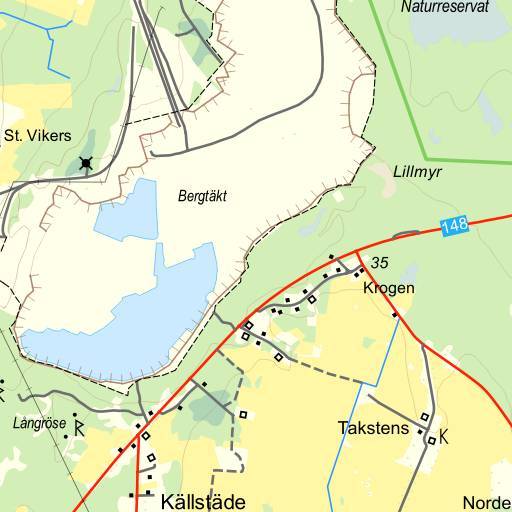 Naturreservat
St. Vikers
Lillmyr
Bergtäkt
148
35
Krogen
Långröse
R
R
Takstens
K
Källstäde
Norde